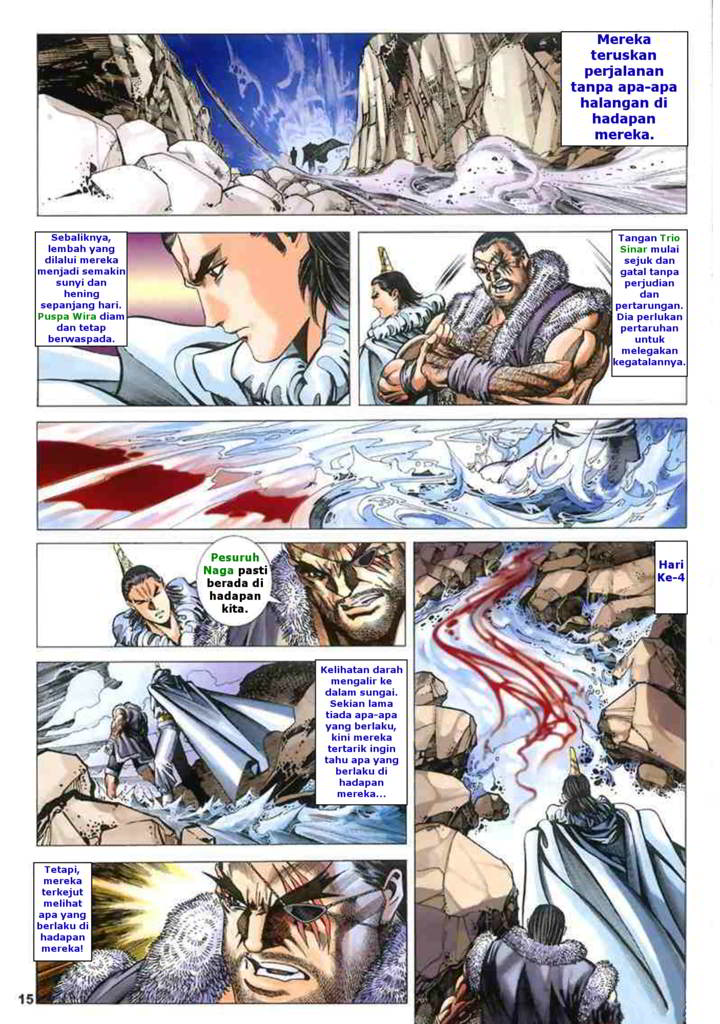 Mereka
teruskan
perjalanan
tanpa apa-apa
halangan di
hadapan
mereka.
Sebaliknya,
lembah yang
dilalui mereka
menjadi semakin
sunyi dan
hening
sepanjang hari.
Puspa Wira diam
dan tetap
berwaspada.
Tangan Trio
Sinar mulai
sejuk dan
gatal tanpa
perjudian
dan
pertarungan.
Dia perlukan
pertaruhan
untuk
melegakan
kegatalannya.
Pesuruh
Naga pasti
berada di
hadapan
kita.
Hari
Ke-4
Kelihatan darah
mengalir ke
dalam sungai.
Sekian lama
tiada apa-apa
yang berlaku,
kini mereka
tertarik ingin
tahu apa yang
berlaku di
hadapan
mereka...
Tetapi,
mereka
terkejut
melihat
apa yang
berlaku di
hadapan
mereka!
15